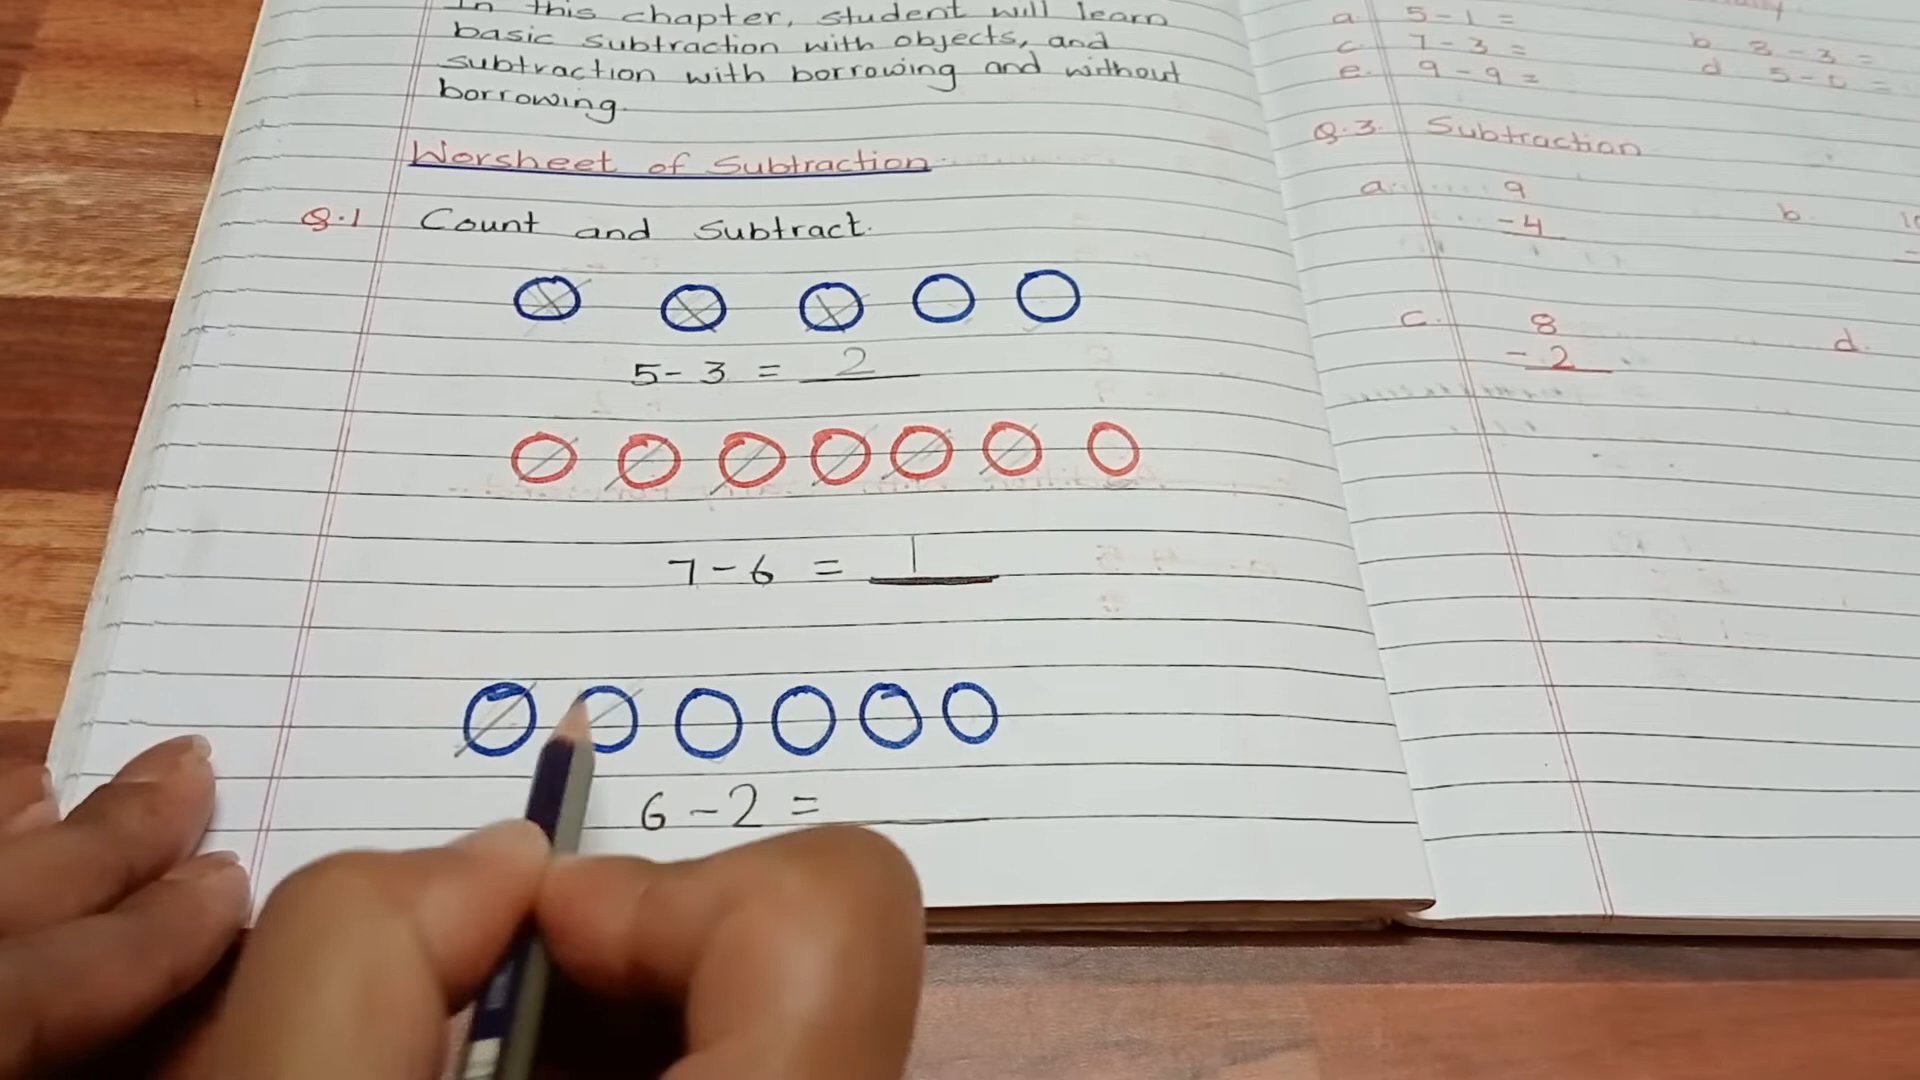 In this chapter, student will learn
basic subtraction with objects, and
subtraction with borrowing and without
borrowing.
Worsheet of Subtraction
Q.1 Count and Subtract.
5 - 3 = 2
7 - 6 = 1
6 - 2 =
a. 5 - 1 =
b. 8 - 3 =
c. 7 - 3 =
d. 5 - 0 =
e. 9 - 9 =
Q.3. Subtraction
a. 9
- 4
b.
c. 8
- 2
d.